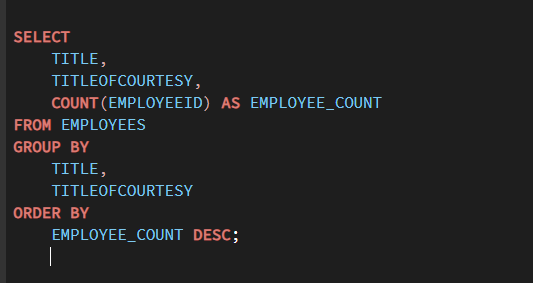 SELECT
    TITLE,
    TITLEOFCOURTESY,
    COUNT(EMPLOYEEID) AS EMPLOYEE_COUNT
FROM EMPLOYEES
GROUP BY
    TITLE,
    TITLEOFCOURTESY
ORDER BY
    EMPLOYEE_COUNT DESC;